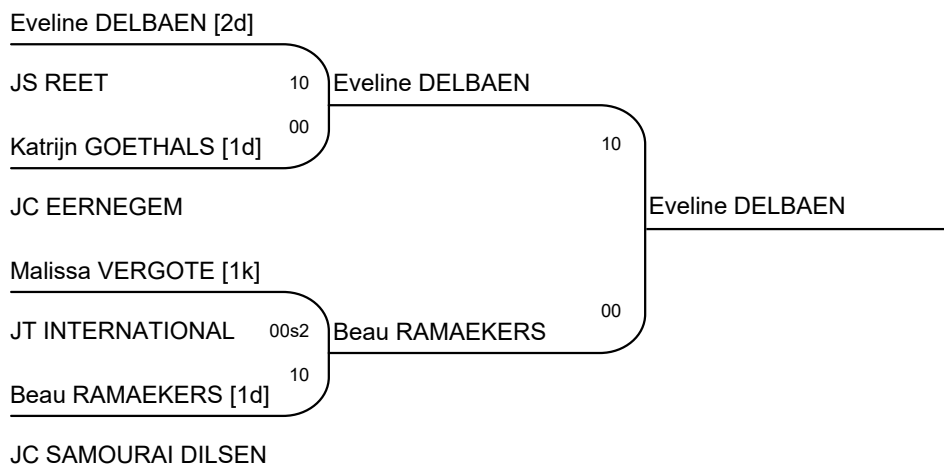 Eveline DELBAEN [2d]
JS REET 10 Eveline DELBAEN
00
Katrijn GOETHALS [1d] 10
JC EERNEGEM Eveline DELBAEN
Malissa VERGOTE [1k]
00
JT INTERNATIONAL 00s2 Beau RAMAEKERS
10
Beau RAMAEKERS [1d]
JC SAMOURAI DILSEN